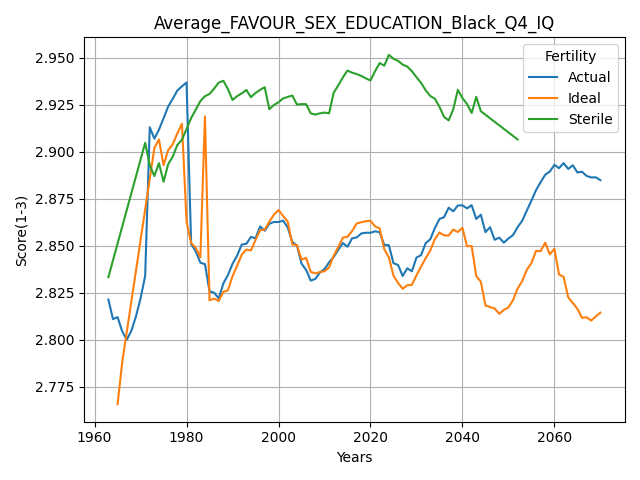 Average_FAVOUR_SEX_EDUCATION_Black_Q4_IQ
Fertility
Actual
Ideal
Sterile
Score(1-3)
2.950
2.925
2.900
2.875
2.850
2.825
2.800
2.775
1960
1980
2000
2020
2040
2060
Years